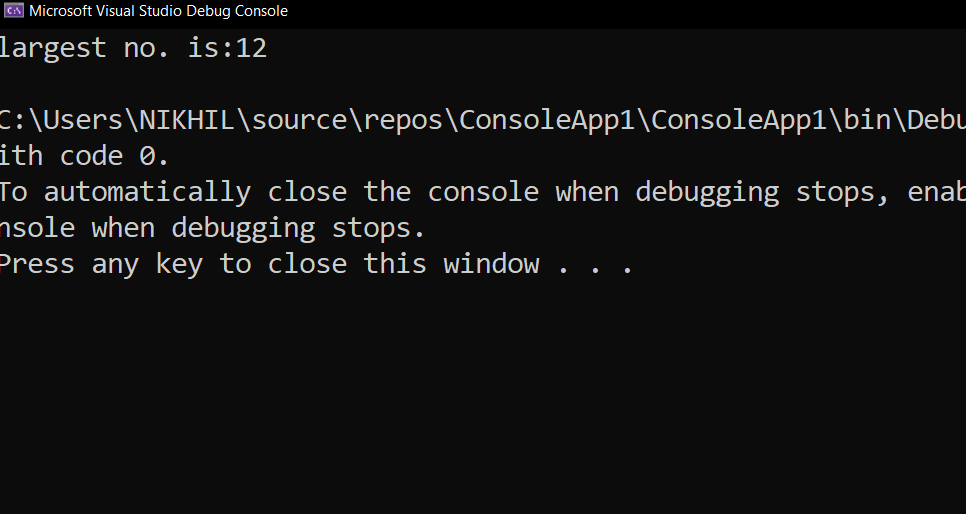 Microsoft Visual Studio Debug Console
largest no. is:12
C:\Users\NIKHIL\source\repos\ConsoleApp1\ConsoleApp1\bin\Debu
ith code 0.
To automatically close the console when debugging stops, enab
nsole when debugging stops.
Press any key to close this window . . .